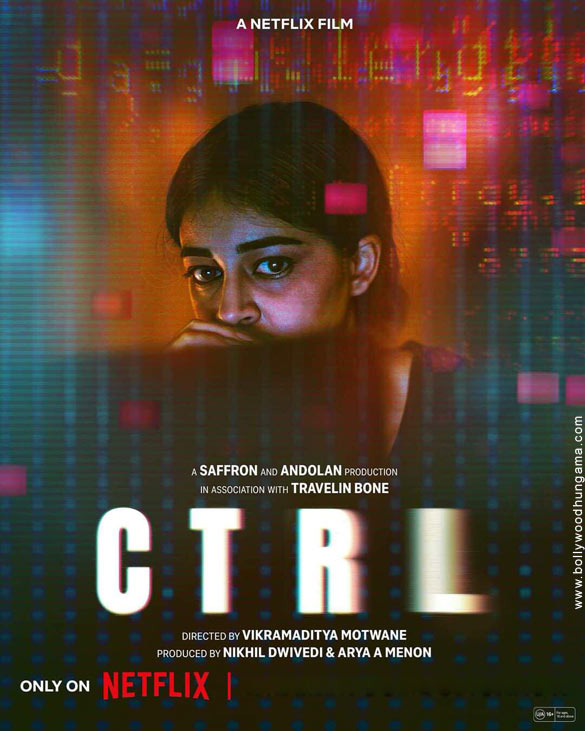 A NETFLIX FILM
A SAFFRON AND ANDOLAN PRODUCTION
IN ASSOCIATION WITH TRAVELIN BONE
CTRL
DIRECTED BY VIKRAMADITYA MOTWANE
PRODUCED BY NIKHIL DWIVEDI & ARYA A MENON
ONLY ON NETFLIX
www.bollywoodhungama.com
16+